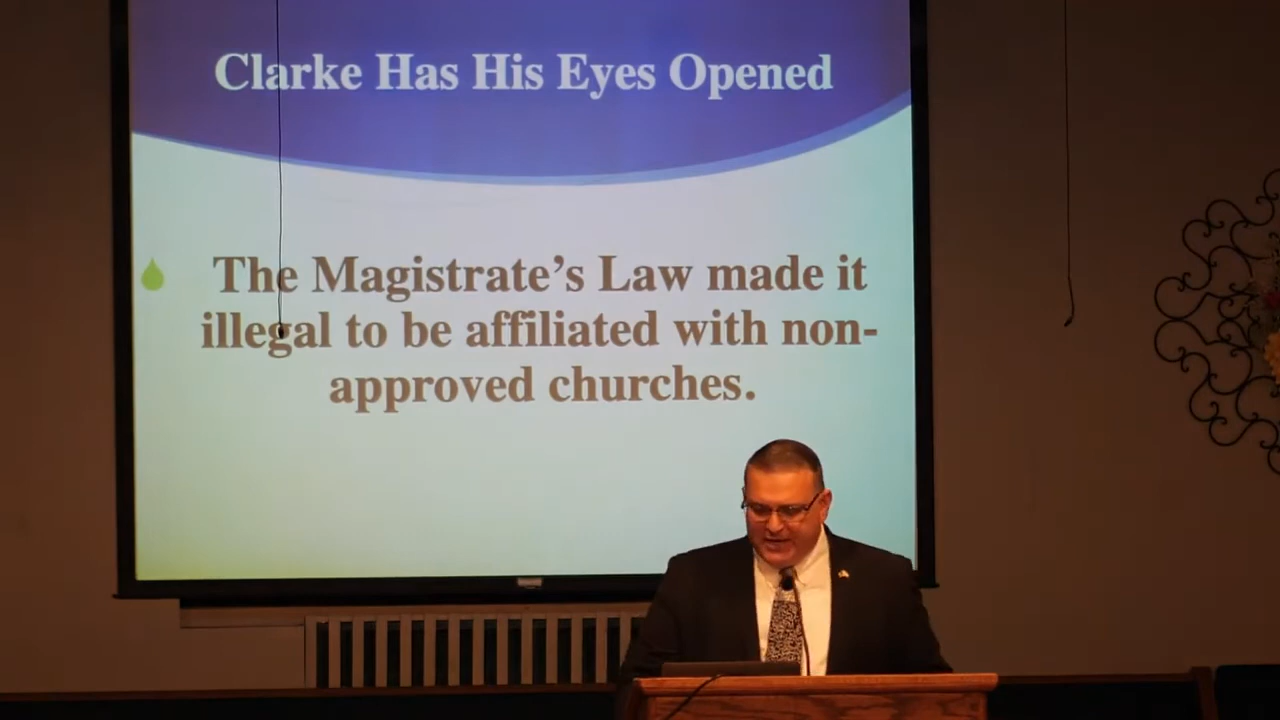 Clarke Has His Eyes Opened
The Magistrate’s Law made it
illegal to be affiliated with non-
approved churches.